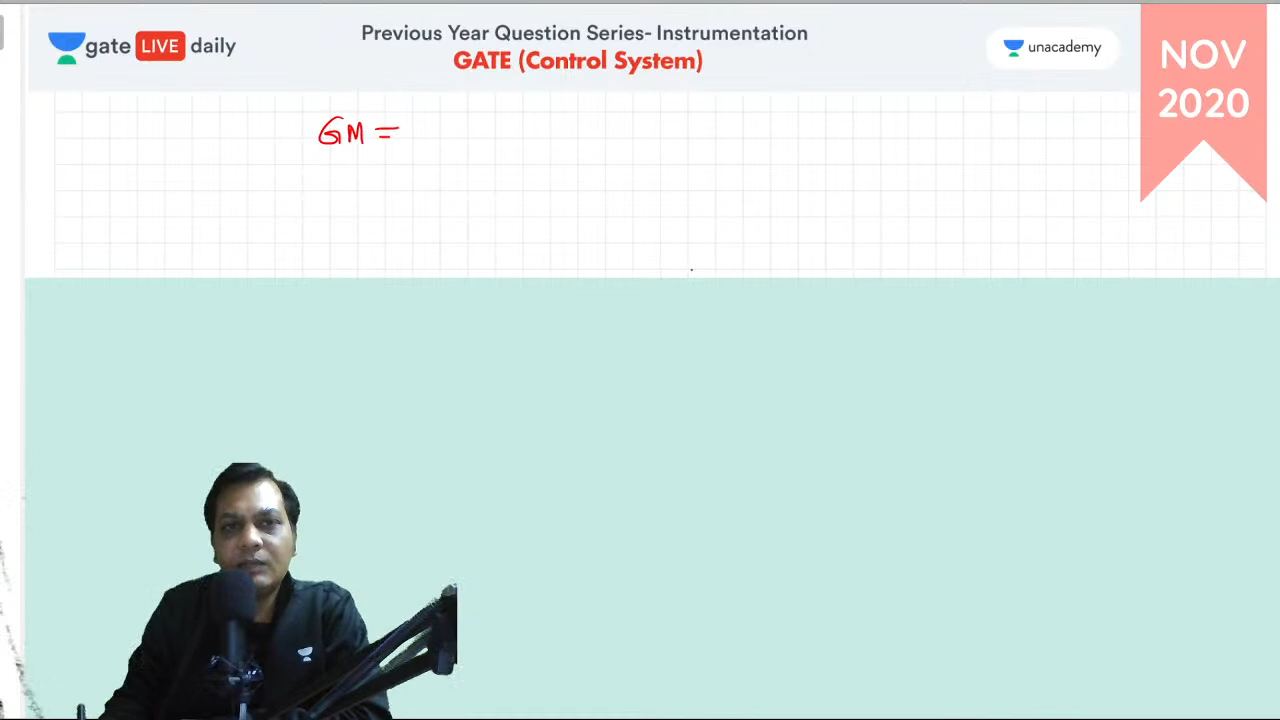 gate LIVE daily
Previous Year Question Series- Instrumentation
GATE (Control System)
unacademy
NOV
2020
GM =